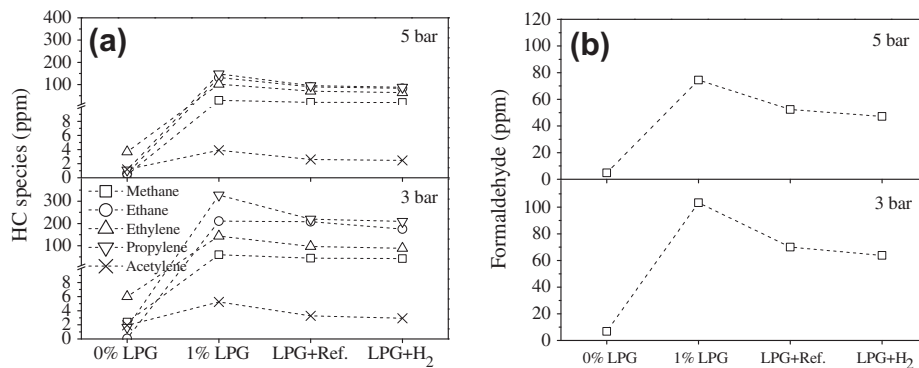 (a)
5 bar
HC species (ppm)
400
300
200
150
100
8
6
4
2
0
3 bar
300
200
100
8
6
4
2
0
Methane
Ethane
Ethylene
Propylene
Acetylene
0% LPG 1% LPG LPG+Ref. LPG+H₂
(b)
5 bar
Formaldehyde (ppm)
120
100
80
60
40
20
0
3 bar
100
80
60
40
20
0
0% LPG 1% LPG LPG+Ref. LPG+H₂